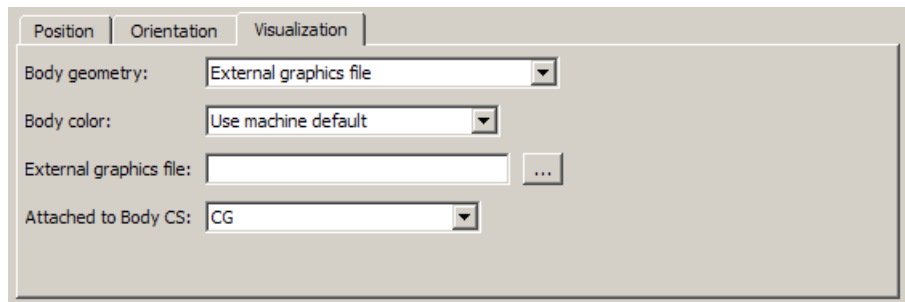 Position Orientation Visualization
Body geometry: External graphics file
Body color: Use machine default
External graphics file: ...
Attached to Body CS: CG